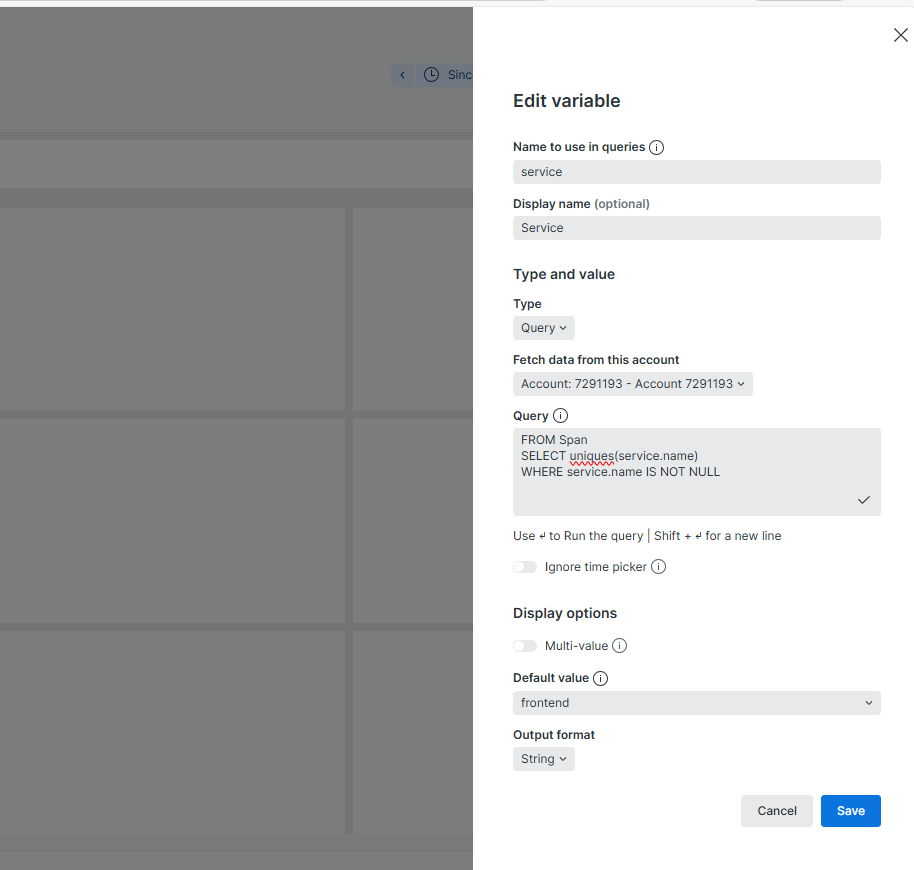 Sinc
Edit variable
Name to use in queries
service
Display name (optional)
Service
Type and value
Type
Query
Fetch data from this account
Account: 7291193 - Account 7291193
Query
FROM Span
SELECT uniques(service.name)
WHERE service.name IS NOT NULL
Use ↵ to Run the query | Shift + ↵ for a new line
Ignore time picker
Display options
Multi-value
Default value
frontend
Output format
String
Cancel Save